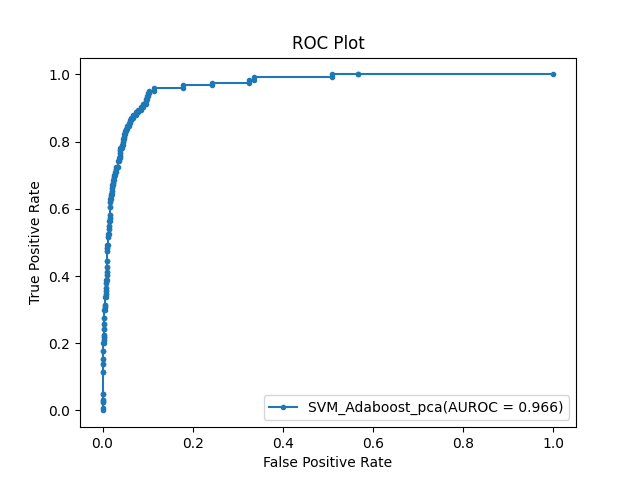 ROC Plot
1.0
0.8
0.6
0.4
0.2
0.0
True Positive Rate
SVM_Adaboost_pca(AUROC = 0.966)
0.0 0.2 0.4 0.6 0.8 1.0
False Positive Rate